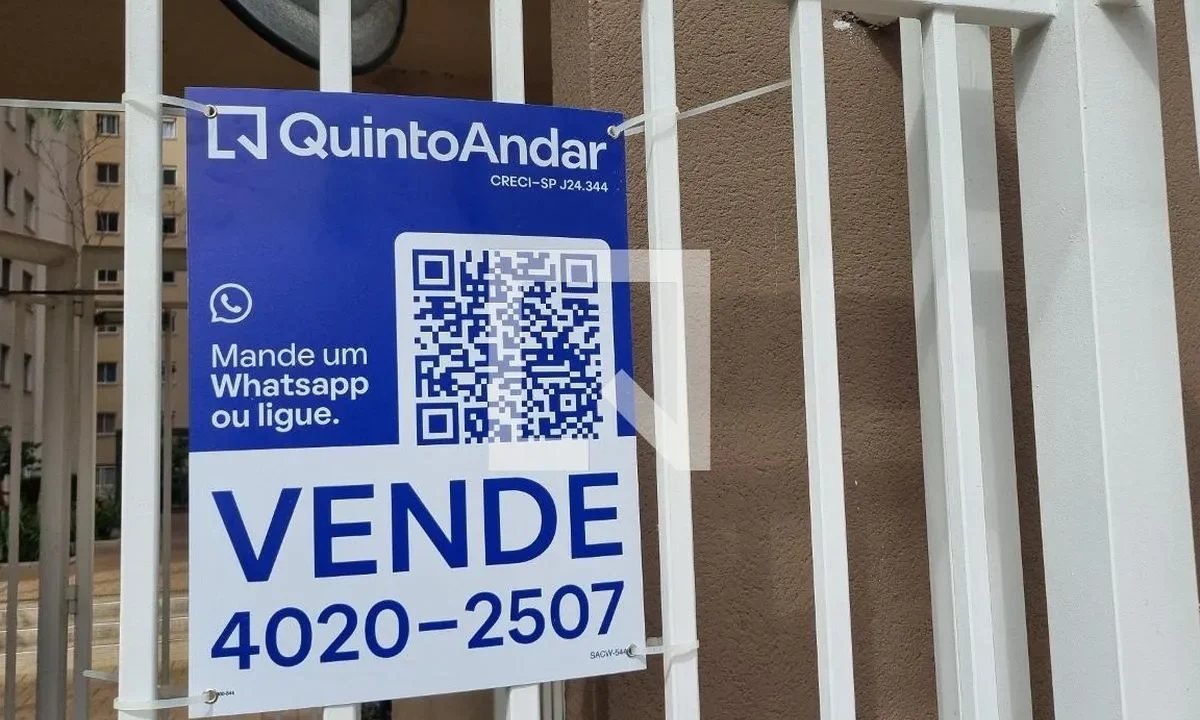 QuintoAndar
CRECI-SP J24.344
Mande um
Whatsapp
ou ligue.
VENDE
4020-2507